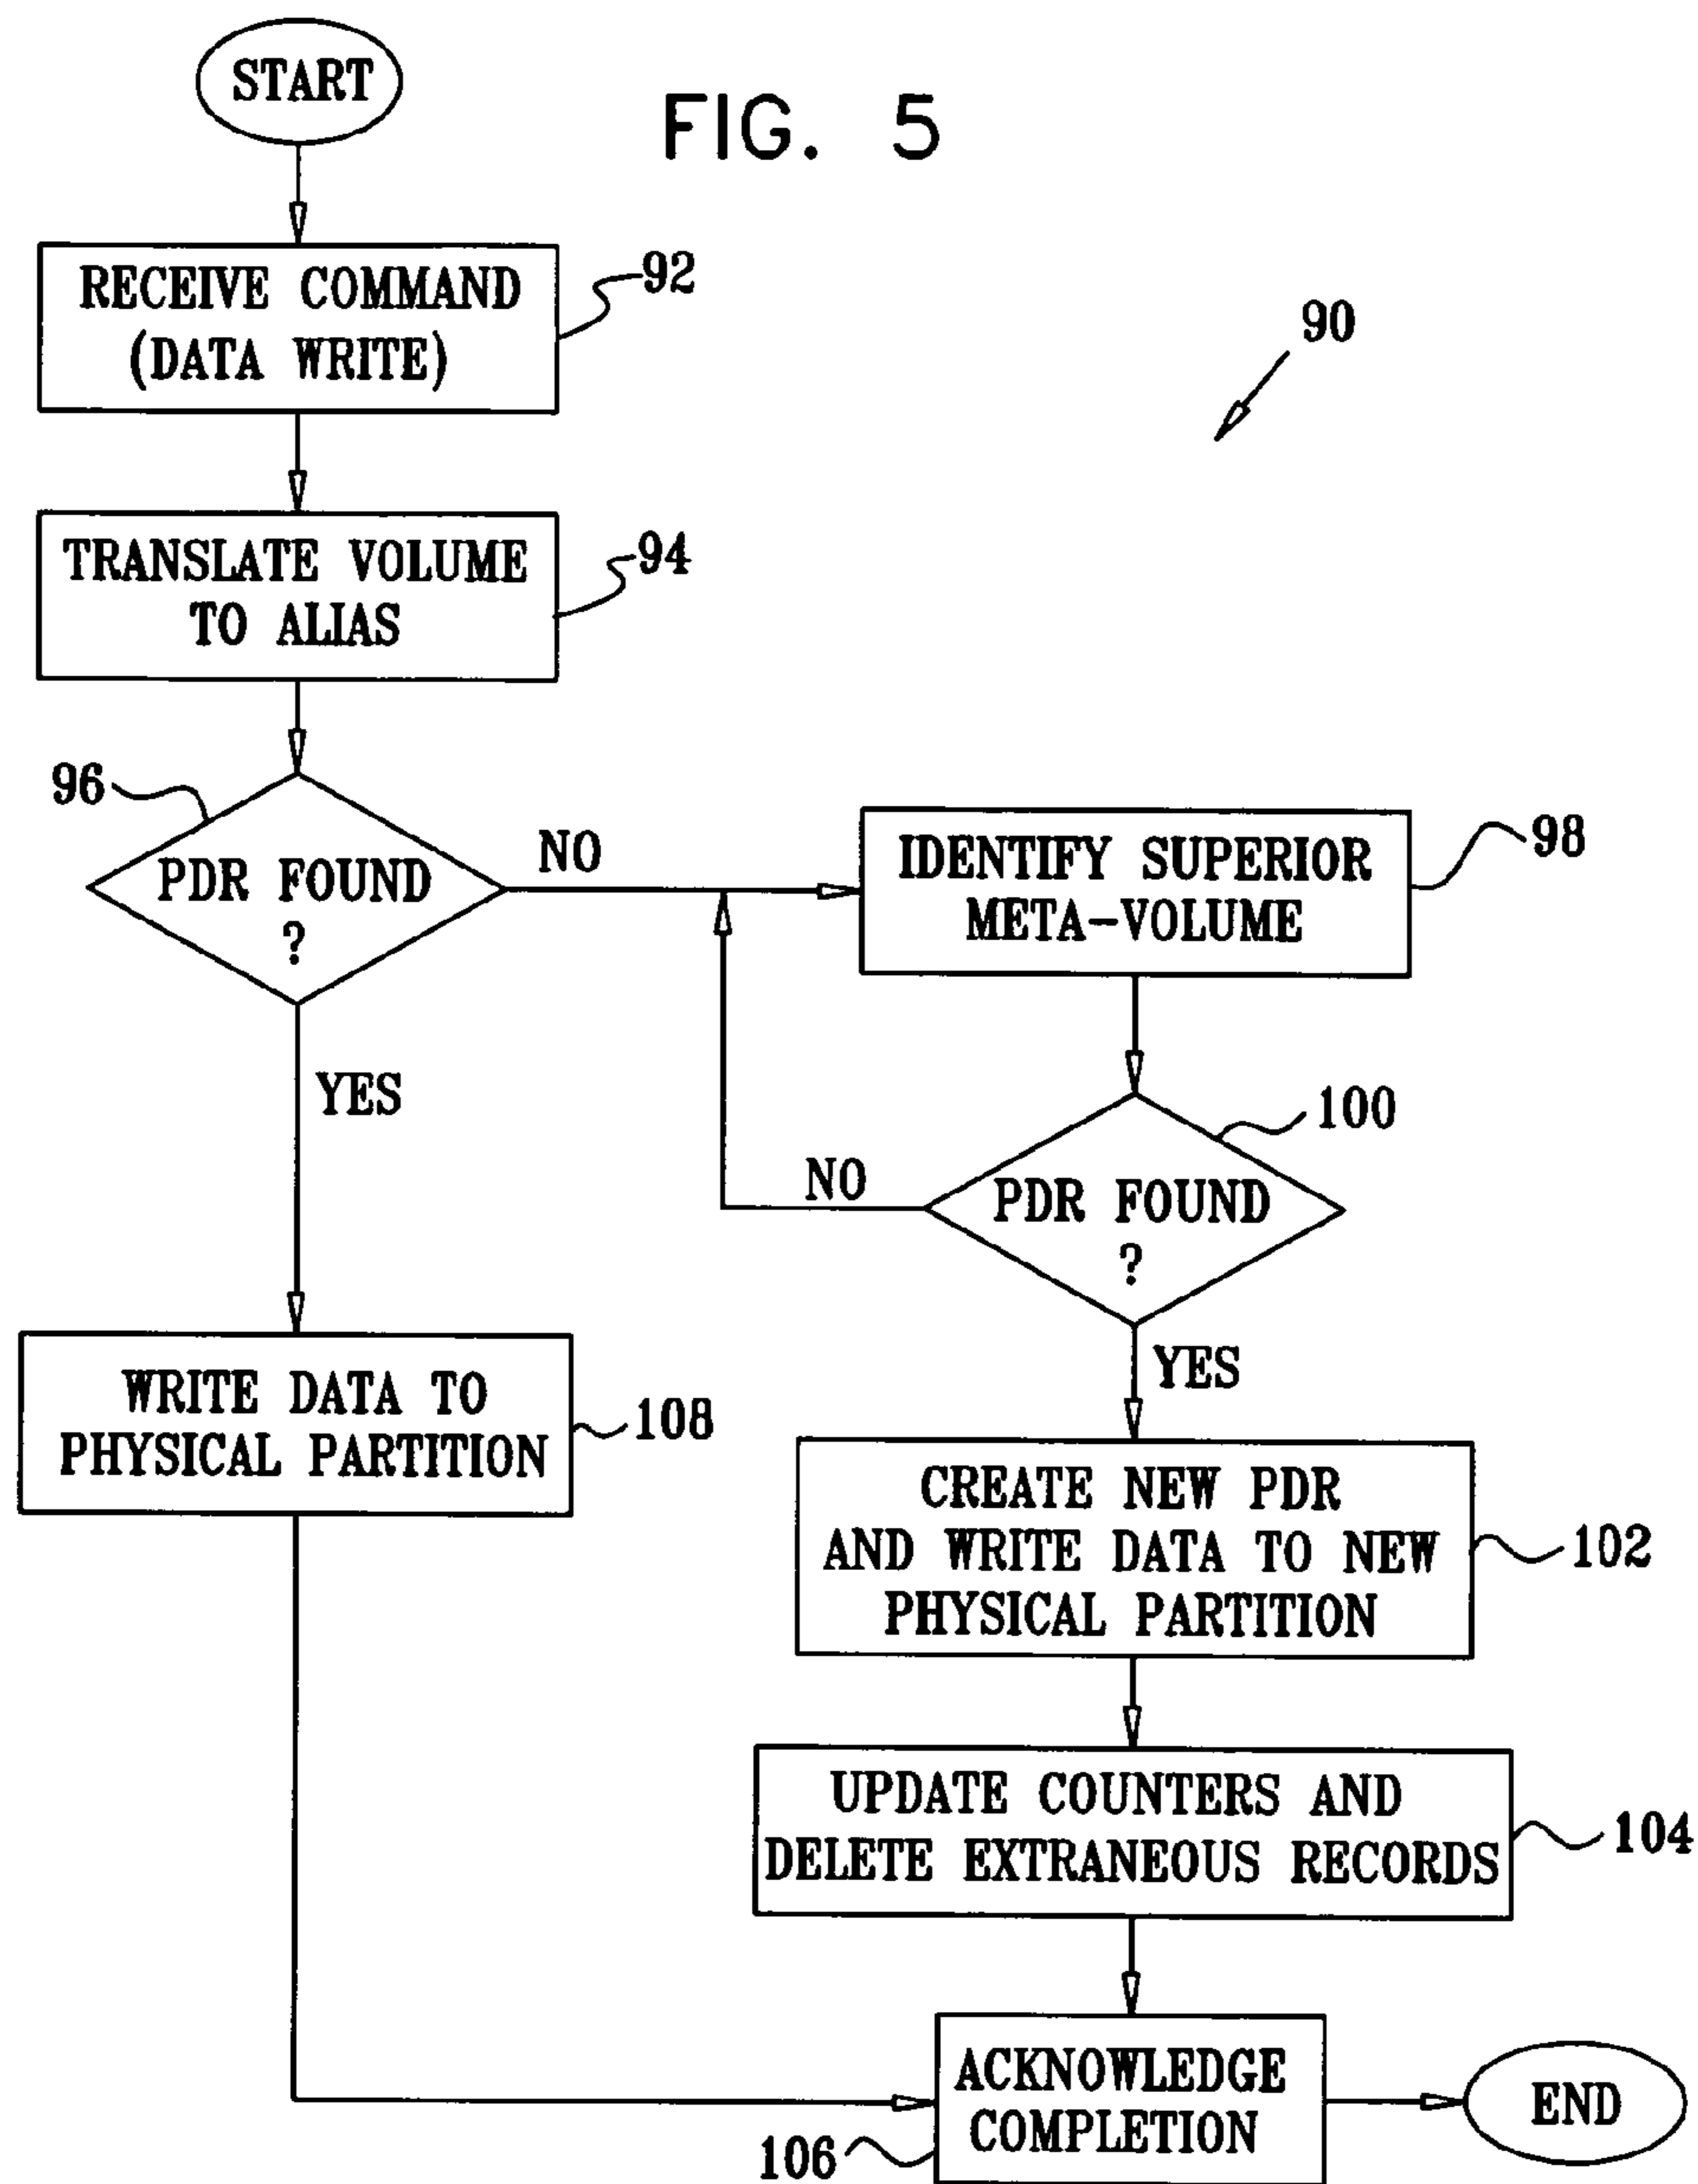 START
FIG. 5
RECEIVE COMMAND
(DATA WRITE)
92
90
TRANSLATE VOLUME
TO ALIAS
94
96
PDR FOUND
?
NO
IDENTIFY SUPERIOR
META-VOLUME
98
YES
100
PDR FOUND
?
NO
YES
WRITE DATA TO
PHYSICAL PARTITION
108
CREATE NEW PDR
AND WRITE DATA TO NEW
PHYSICAL PARTITION
102
UPDATE COUNTERS AND
DELETE EXTRANEOUS RECORDS
104
ACKNOWLEDGE
COMPLETION
106
END